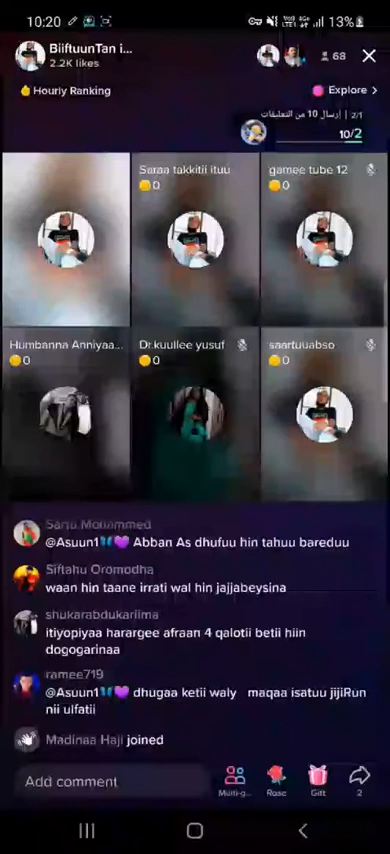 10:20
13%
BiiftuunTan i...
2.2K likes
68
Hourly Ranking
Explore
2/1 | إرسال 10 من التعليقات
10/2
Saraa takkitii ituu
0
gamee tube 12
0
Humbanna Anniyaa...
0
Dr.kuullee yusuf
0
saartuuabso
0
Sartu Mohammed
@Asuun1 Abban As dhufuu hin tahuu bareduu
Siftahu Oromodha
waan hin taane irrati wal hin jajjabeysina
shukarabdukariima
itiyopiyaa harargee afraan 4 qalotii betii hiin
dogogarinaa
ramee719
@Asuun1 dhugaa ketii waly maqaa isatuu jijiRun
nii ulfatii
Madinaa Haji joined
Add comment
Multi-g...
Rose
Gift
2